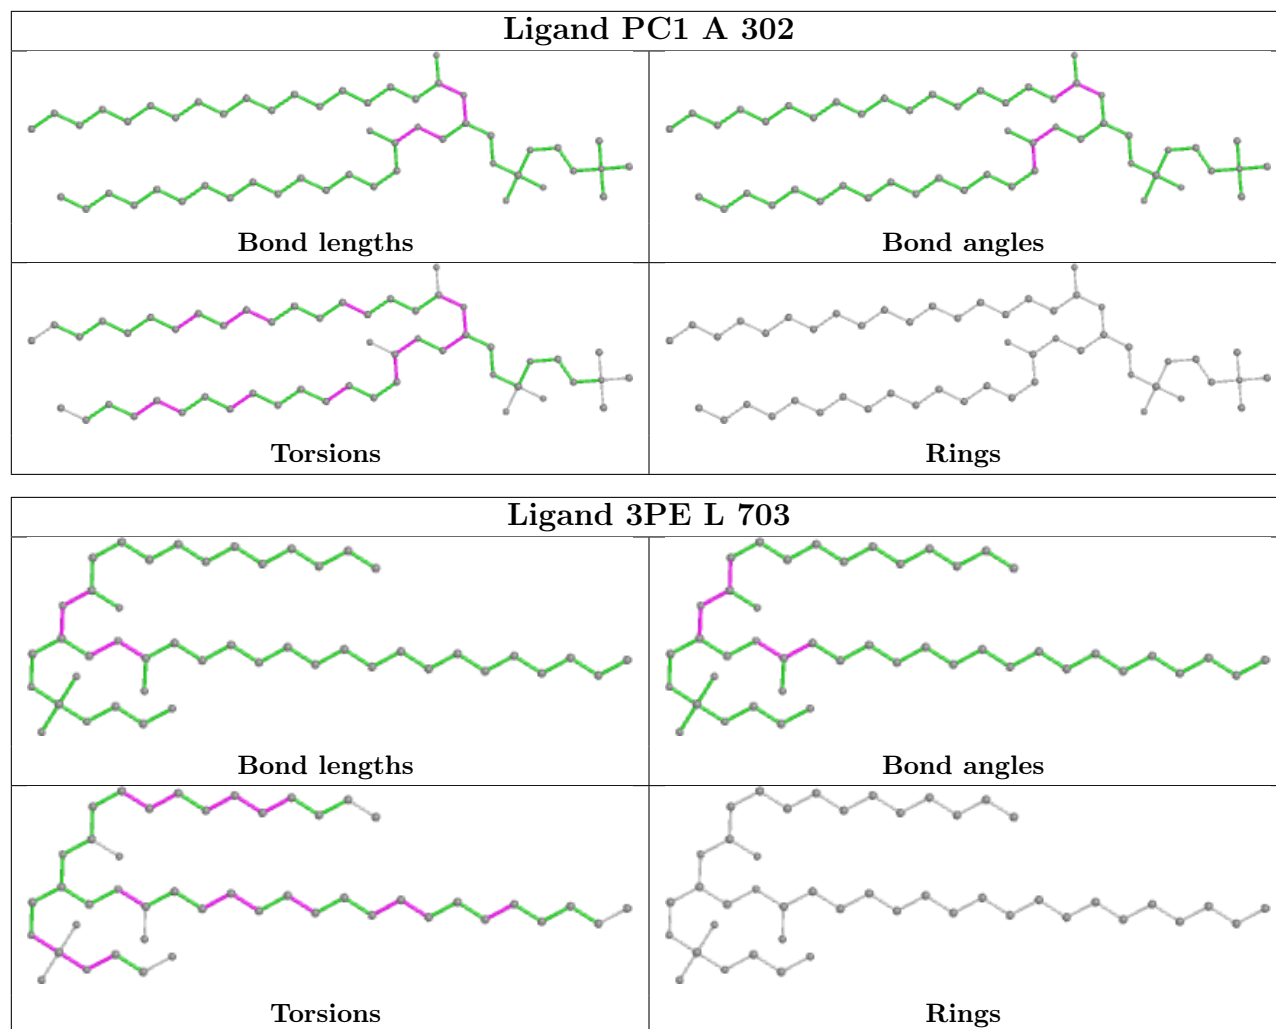 Ligand PC1 A 302
Bond lengths
Bond angles
Torsions
Rings
Ligand 3PE L 703
Bond lengths
Bond angles
Torsions
Rings